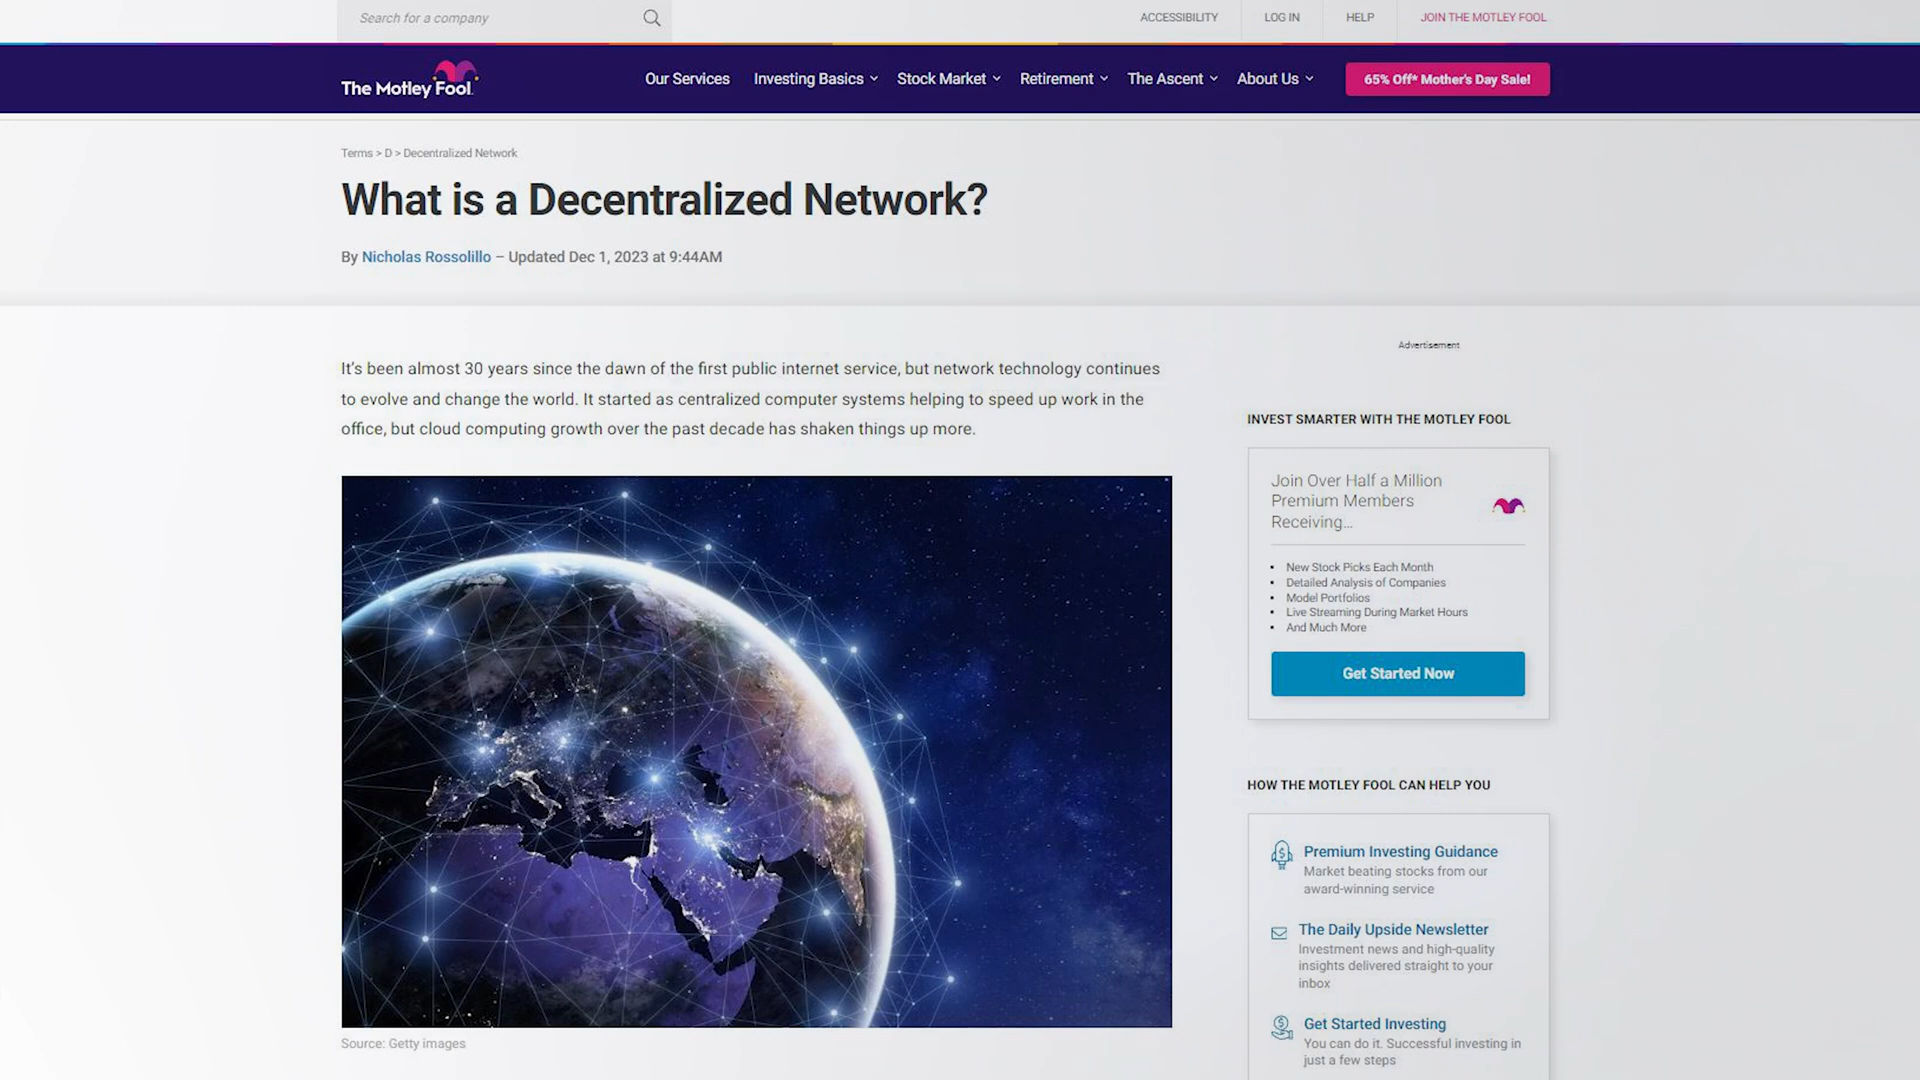 Search for a company
ACCESSIBILITY
LOG IN
HELP
JOIN THE MOTLEY FOOL
The Motley Fool
Our Services
Investing Basics
Stock Market
Retirement
The Ascent
About Us
65% Off* Mother's Day Sale!
Terms > D > Decentralized Network
What is a Decentralized Network?
By Nicholas Rossolillo – Updated Dec 1, 2023 at 9:44AM
It's been almost 30 years since the dawn of the first public internet service, but network technology continues
to evolve and change the world. It started as centralized computer systems helping to speed up work in the
office, but cloud computing growth over the past decade has shaken things up more.
Source: Getty images
Advertisement
INVEST SMARTER WITH THE MOTLEY FOOL
Join Over Half a Million
Premium Members
Receiving...
• New Stock Picks Each Month
• Detailed Analysis of Companies
• Model Portfolios
• Live Streaming During Market Hours
• And Much More
Get Started Now
HOW THE MOTLEY FOOL CAN HELP YOU
Premium Investing Guidance
Market beating stocks from our
award-winning service
The Daily Upside Newsletter
Investment news and high-quality
insights delivered straight to your
inbox
Get Started Investing
You can do it. Successful investing in
just a few steps